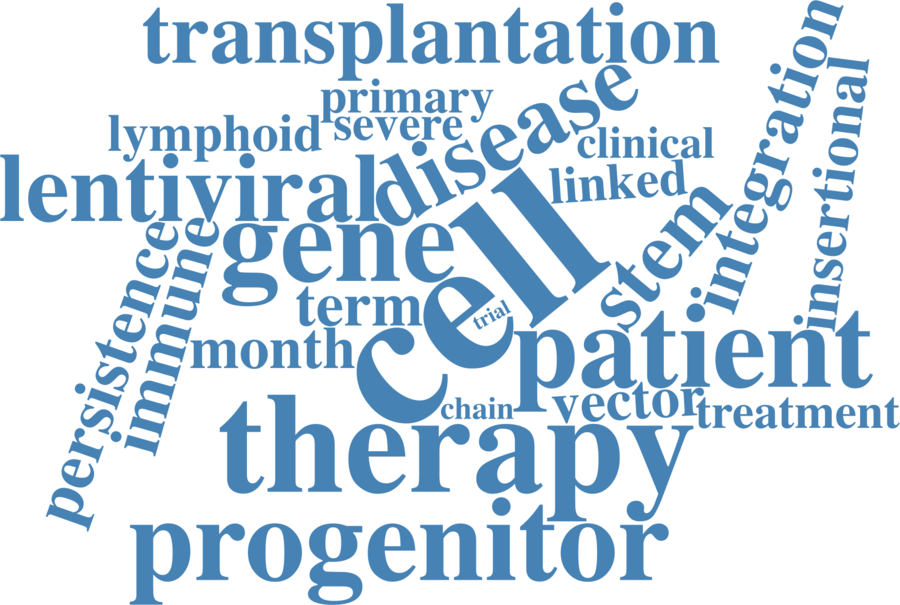 transplantation
primary
disease
integration
insertional
lymphoid
severe
clinical
lentiviral
linked
cell
stem
gene
persistence
immune
term
trial
month
patient
chain
vector
treatment
therapy
progenitor